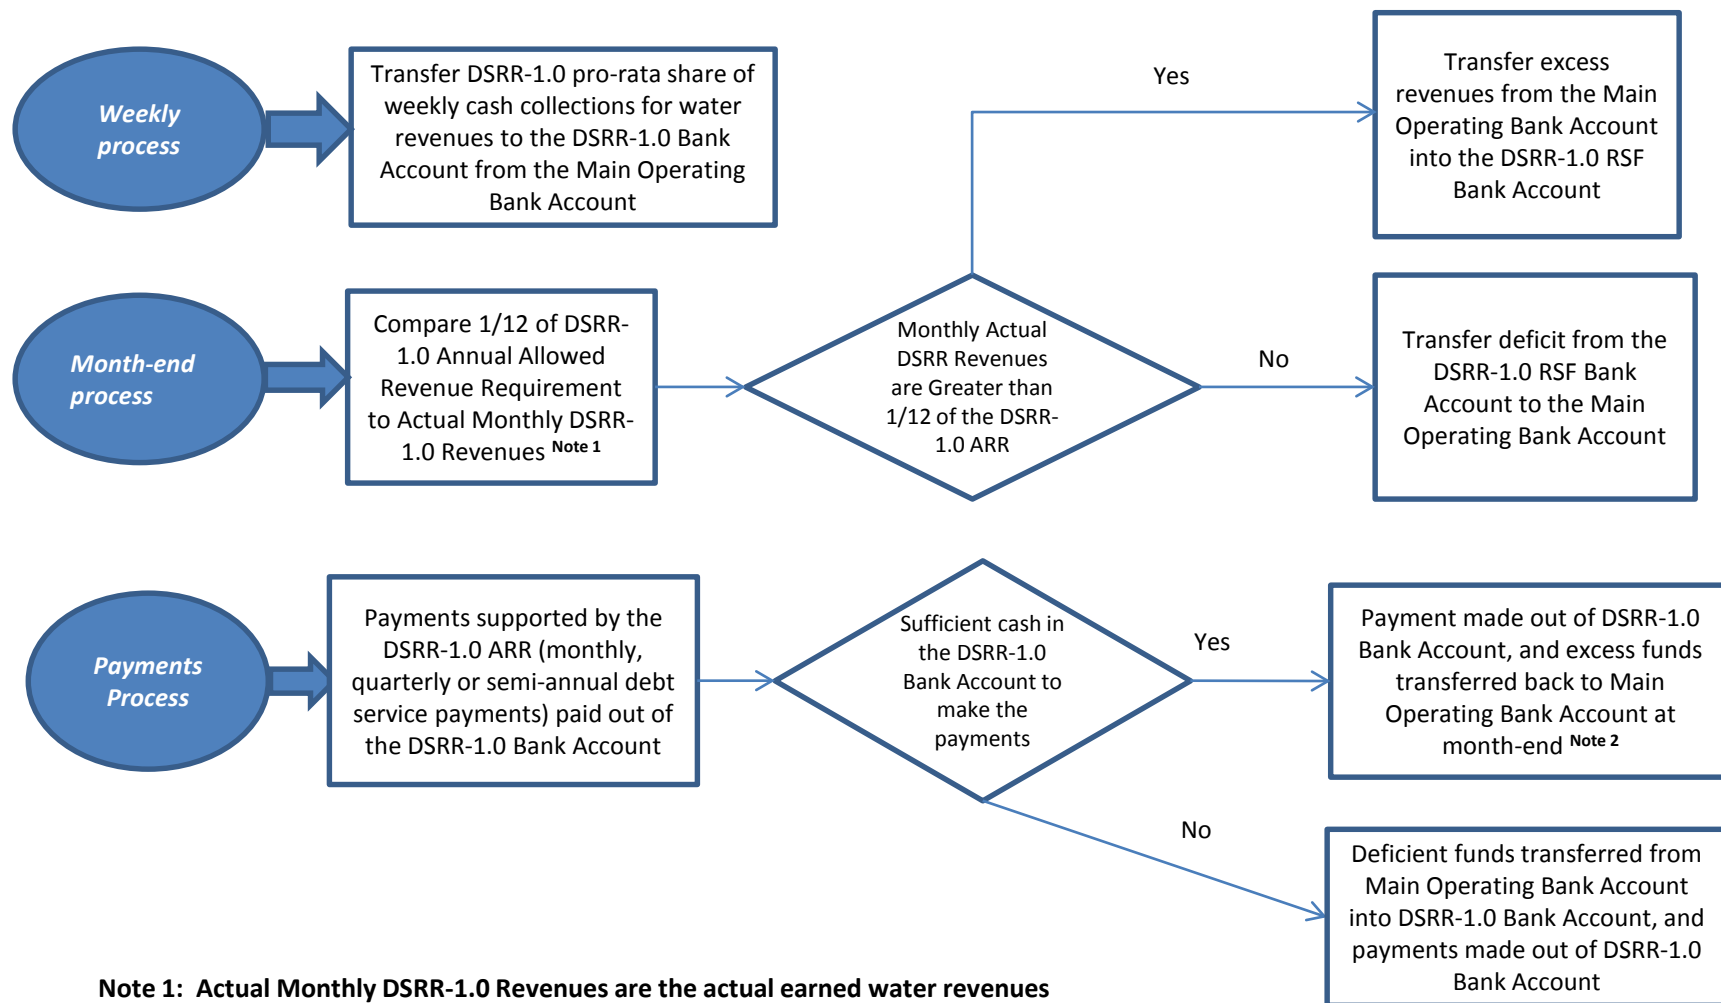 Weekly
process
Transfer DSRR-1.0 pro-rata share of
weekly cash collections for water
revenues to the DSRR-1.0 Bank
Account from the Main Operating
Bank Account
Yes
Transfer excess
revenues from the Main
Operating Bank Account
into the DSRR-1.0 RSF
Bank Account
Month-end
process
Compare 1/12 of DSRR-
1.0 Annual Allowed
Revenue Requirement
to Actual Monthly DSRR-
1.0 Revenues Note 1
Monthly Actual
DSRR Revenues
are Greater than
1/12 of the DSRR-
1.0 ARR
No
Transfer deficit from the
DSRR-1.0 RSF Bank
Account to the Main
Operating Bank Account
Payments
Process
Payments supported by the
DSRR-1.0 ARR (monthly,
quarterly or semi-annual debt
service payments) paid out of
the DSRR-1.0 Bank Account
Sufficient cash in
the DSRR-1.0
Bank Account to
make the
payments
Yes
Payment made out of DSRR-1.0
Bank Account, and excess funds
transferred back to Main
Operating Bank Account at
month-end Note 2
No
Deficient funds transferred from
Main Operating Bank Account
into DSRR-1.0 Bank Account, and
payments made out of DSRR-1.0
Bank Account
Note 1: Actual Monthly DSRR-1.0 Revenues are the actual earned water revenues